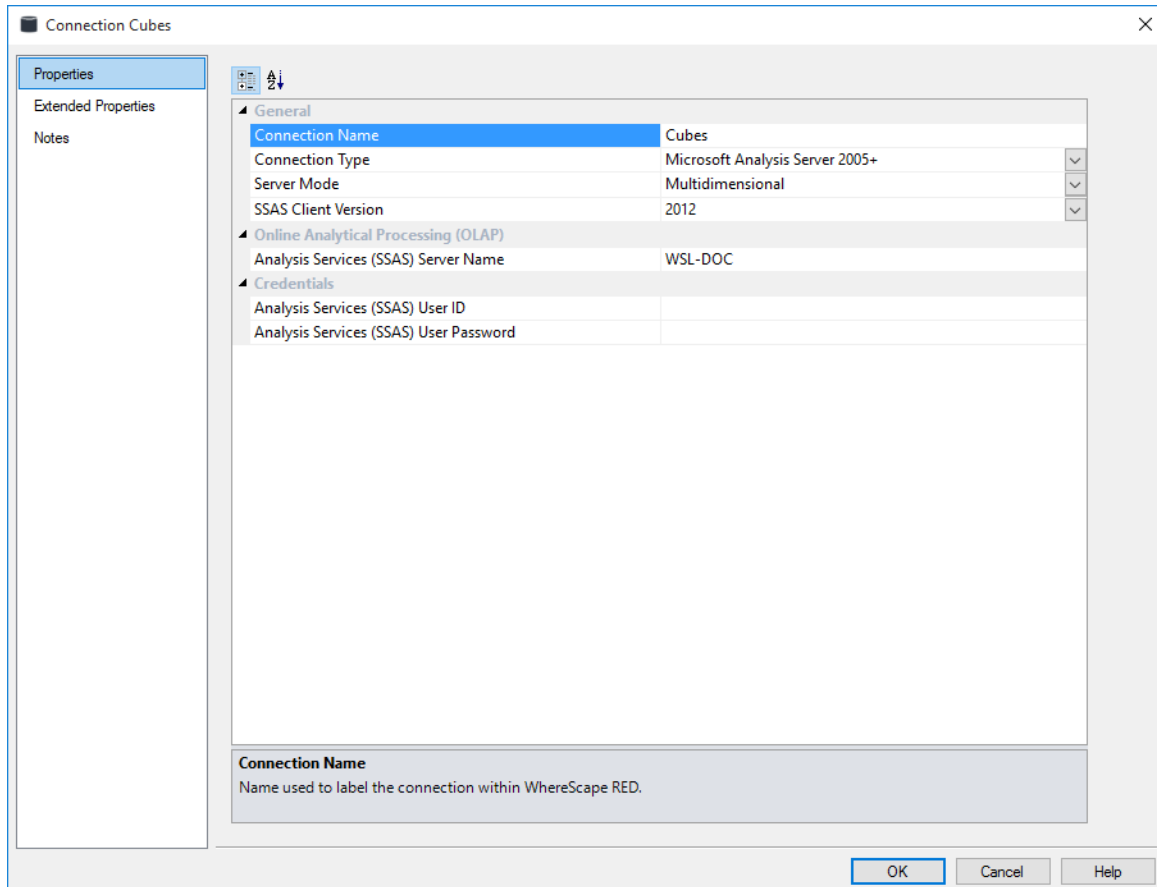 Connection Cubes
Properties
Extended Properties
Notes
General
Connection Name Cubes
Connection Type Microsoft Analysis Server 2005+
Server Mode Multidimensional
SSAS Client Version 2012
Online Analytical Processing (OLAP)
Analysis Services (SSAS) Server Name WSL-DOC
Credentials
Analysis Services (SSAS) User ID
Analysis Services (SSAS) User Password
Connection Name
Name used to label the connection within WhereScape RED.
OK Cancel Help